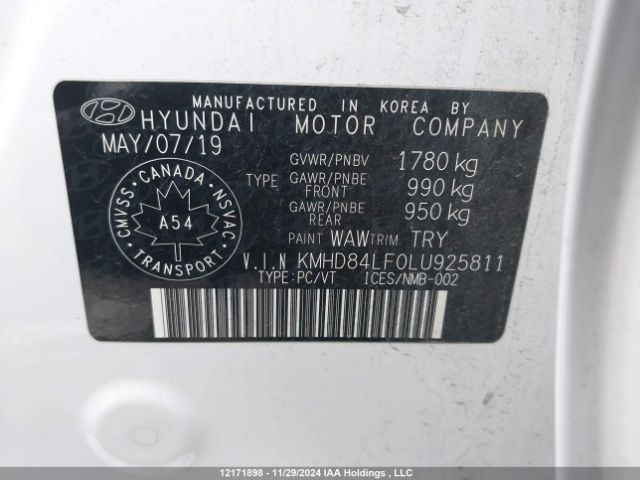 MANUFACTURED IN KOREA BY
HYUNDAI MOTOR COMPANY
MAY/07/19
GVWR/PNBV 1780 kg
TYPE GAWR/PNBE FRONT 990 kg
GAWR/PNBE REAR 950 kg
PAINT WAW TRIM TRY
CMVSS · CANADA · NSVAC · TRANSPORT ·
A54
V.I.N KMHD84LF0LU925811
TYPE:PC/VT ICES/NMB-002
12171898 - 11/29/2024 IAA Holdings , LLC